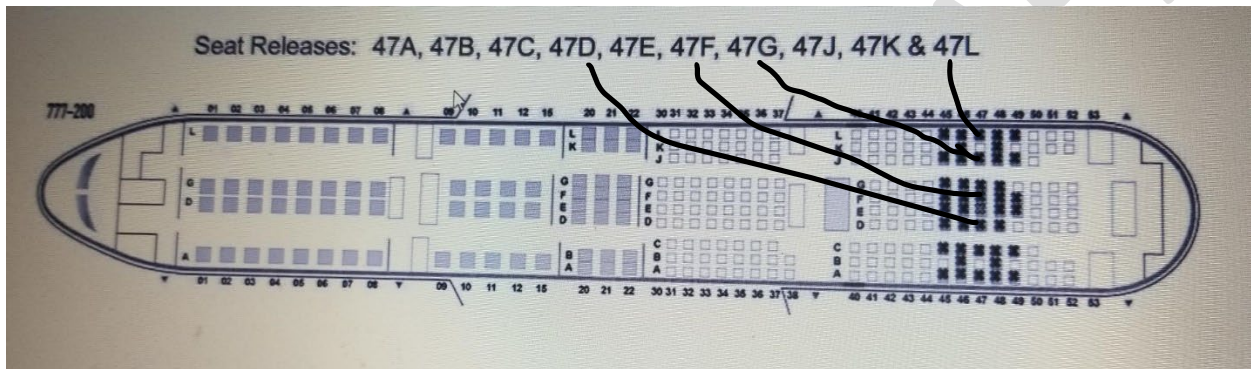 Seat Releases: 47A, 47B, 47C, 47D, 47E, 47F, 47G, 47J, 47K & 47L
777-200
01 02 03 04 05 06 07 08 09 10 11 12 15 20 21 22 30 31 32 33 34 35 36 37 40 41 42 43 44 45 46 47 48 49 50 51 52 53
L L L L
K K K
J J
G G G G
F F F
D E E E
D D D
C C
B B B
A A A A
01 02 03 04 05 06 07 08 09 10 11 12 15 20 21 22 30 31 32 33 34 35 36 37 38 40 41 42 43 44 45 46 47 48 49 50 51 52 53